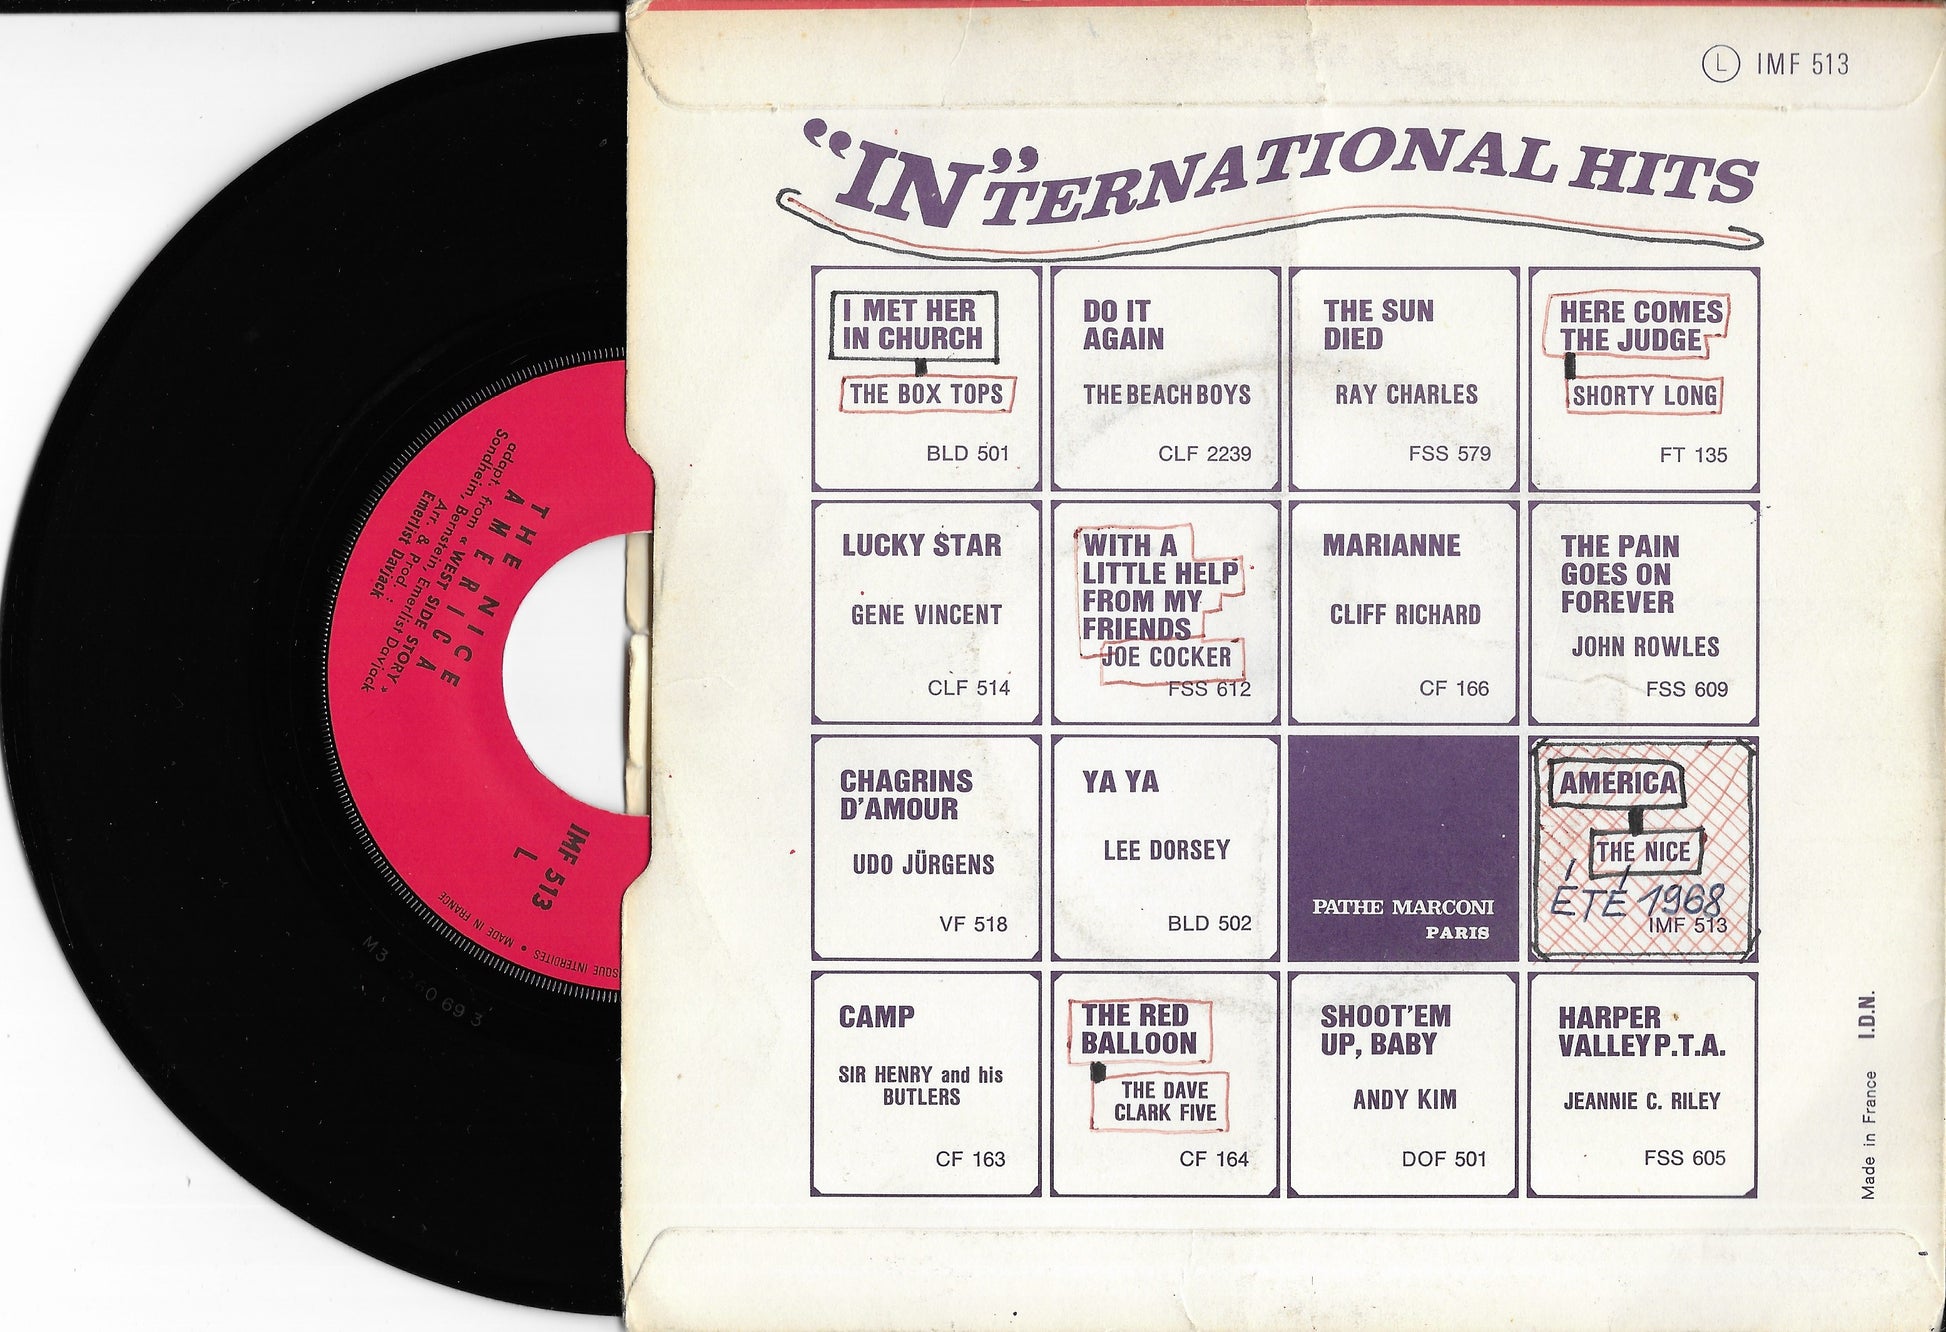 L IMF 513
“IN”TERNATIONAL HITS
I MET HER
IN CHURCH
THE BOX TOPS
BLD 501
DO IT
AGAIN
THE BEACH BOYS
CLF 2239
THE SUN
DIED
RAY CHARLES
FSS 579
HERE COMES
THE JUDGE
SHORTY LONG
FT 135
LUCKY STAR
GENE VINCENT
CLF 514
WITH A
LITTLE HELP
FROM MY
FRIENDS
JOE COCKER
FSS 612
MARIANNE
CLIFF RICHARD
CF 166
THE PAIN
GOES ON
FOREVER
JOHN ROWLES
FSS 609
CHAGRINS
D'AMOUR
UDO JÜRGENS
VF 518
YA YA
LEE DORSEY
BLD 502
PATHE MARCONI
PARIS
AMERICA
THE NICE
ÉTÉ 1968
IMF 513
CAMP
SIR HENRY and his
BUTLERS
CF 163
THE RED
BALLOON
THE DAVE
CLARK FIVE
CF 164
SHOOT'EM
UP, BABY
ANDY KIM
DOF 501
HARPER
VALLEY P.T.A.
JEANNIE C. RILEY
FSS 605
Made in France I.D.N.
THE NICE
AMERICA
adapt. from « WEST SIDE STORY »
Sondheim, Bernstein, Emerlist Davjack
Arr. & Prod. :
Emerlist Davjack
IMF 513
L
SQUE INTERDITES • MADE IN FRANCE
M3
60 69 3